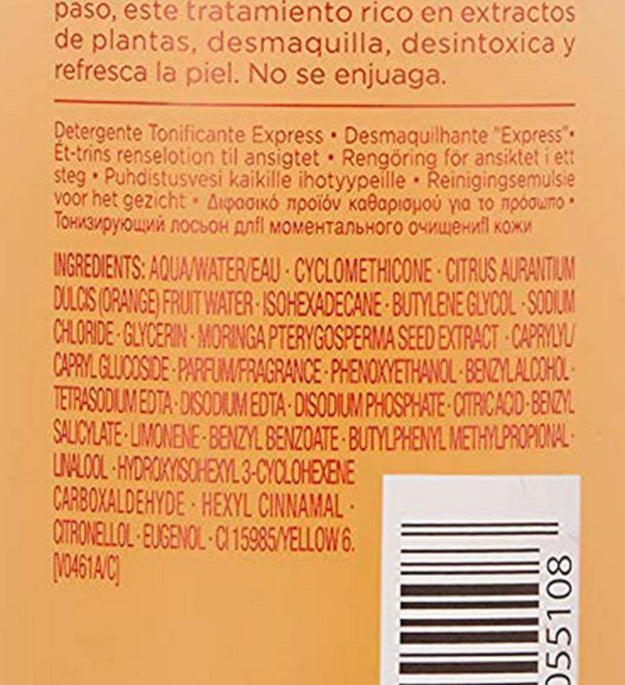 paso, este tratamiento rico en extractos
de plantas, desmaquilla, desintoxica y
refresca la piel. No se enjuaga.
Detergente Tonificante Express • Desmaquilhante "Express"•
Ét-trins renselotion til ansigtet • Rengöring för ansiktet i ett
steg • Puhdistusvesi kaikille ihotyypeille • Reinigingsemulsie
voor het gezicht • Διφασικό προϊόν καθαρισμού για το πρόσωπο •
Тонизирующий лосьон длfl моментального очищениfl кожи
INGREDIENTS: AQUA/WATER/EAU · CYCLOMETHICONE · CITRUS AURANTIUM
DULCIS (ORANGE) FRUIT WATER · ISOHEXADECANE · BUTYLENE GLYCOL · SODIUM
CHLORIDE · GLYCERIN · MORINGA PTERYGOSPERMA SEED EXTRACT · CAPRYLYL/
CAPRYL GLUCOSIDE · PARFUM/FRAGRANCE · PHENOXYETHANOL · BENZYL ALCOHOL ·
TETRASODIUM EDTA · DISODIUM EDTA · DISODIUM PHOSPHATE · CITRIC ACID · BENZYL
SALICYLATE · LIMONENE · BENZYL BENZOATE · BUTYLPHENYL METHYLPROPIONAL ·
LINALOOL · HYDROXYISOHEXYL 3-CYCLOHEXENE
CARBOXALDEHYDE · HEXYL CINNAMAL ·
CITRONELLOL · EUGENOL · CI 15985/YELLOW 6.
[V0461A/C]
055108